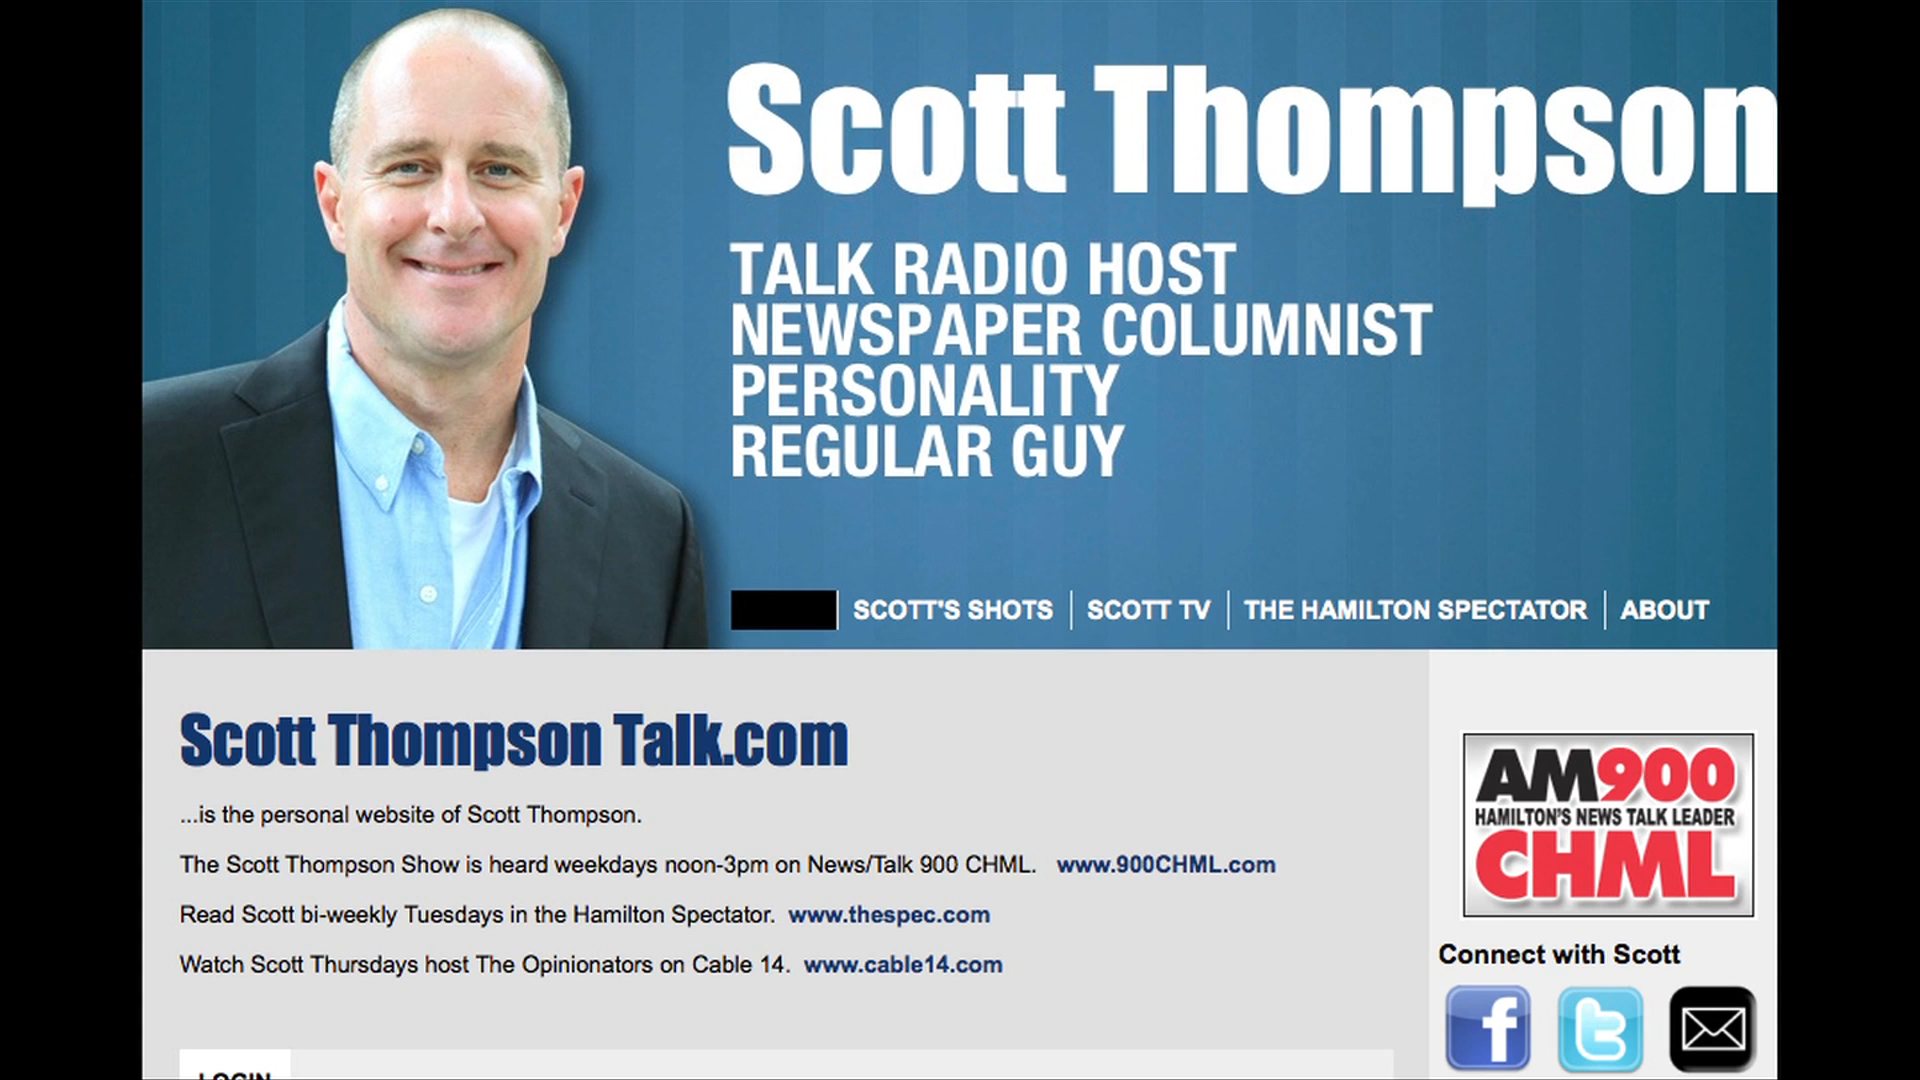 Scott Thompson
TALK RADIO HOST
NEWSPAPER COLUMNIST
PERSONALITY
REGULAR GUY
SCOTT'S SHOTS
SCOTT TV
THE HAMILTON SPECTATOR
ABOUT
Scott Thompson Talk.com
...is the personal website of Scott Thompson.
The Scott Thompson Show is heard weekdays noon-3pm on News/Talk 900 CHML. www.900CHML.com
Read Scott bi-weekly Tuesdays in the Hamilton Spectator. www.thespec.com
Watch Scott Thursdays host The Opinionators on Cable 14. www.cable14.com
LOGIN
AM900
HAMILTON'S NEWS TALK LEADER
CHML
Connect with Scott